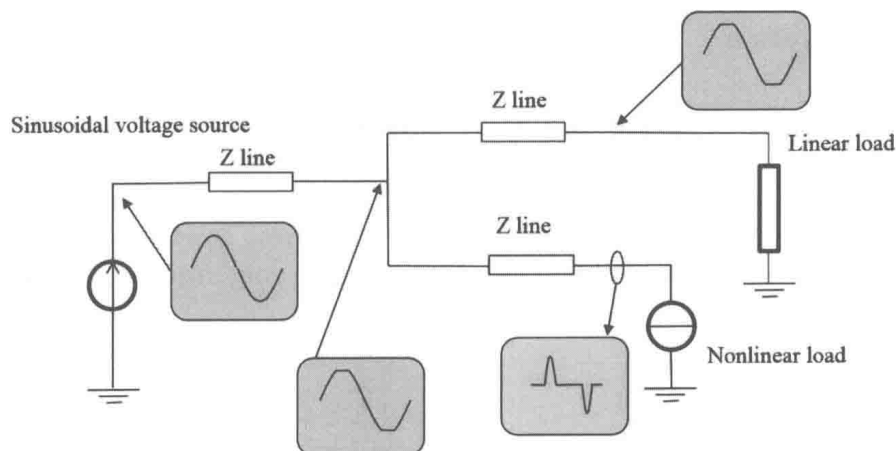 Z line
Sinusoidal voltage source
Linear load
Z line
Z line
Nonlinear load